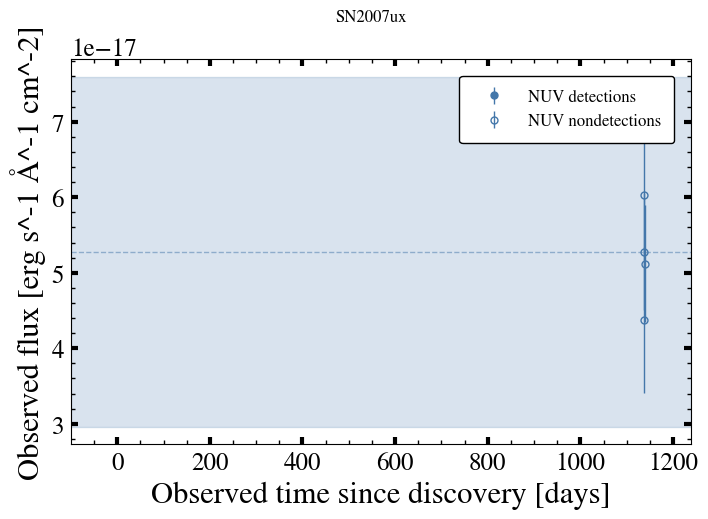 SN2007ux
1e−17
NUV detections
NUV nondetections
7
6
5
4
3
Observed flux [erg s^-1 Å^-1 cm^-2]
0 200 400 600 800 1000 1200
Observed time since discovery [days]